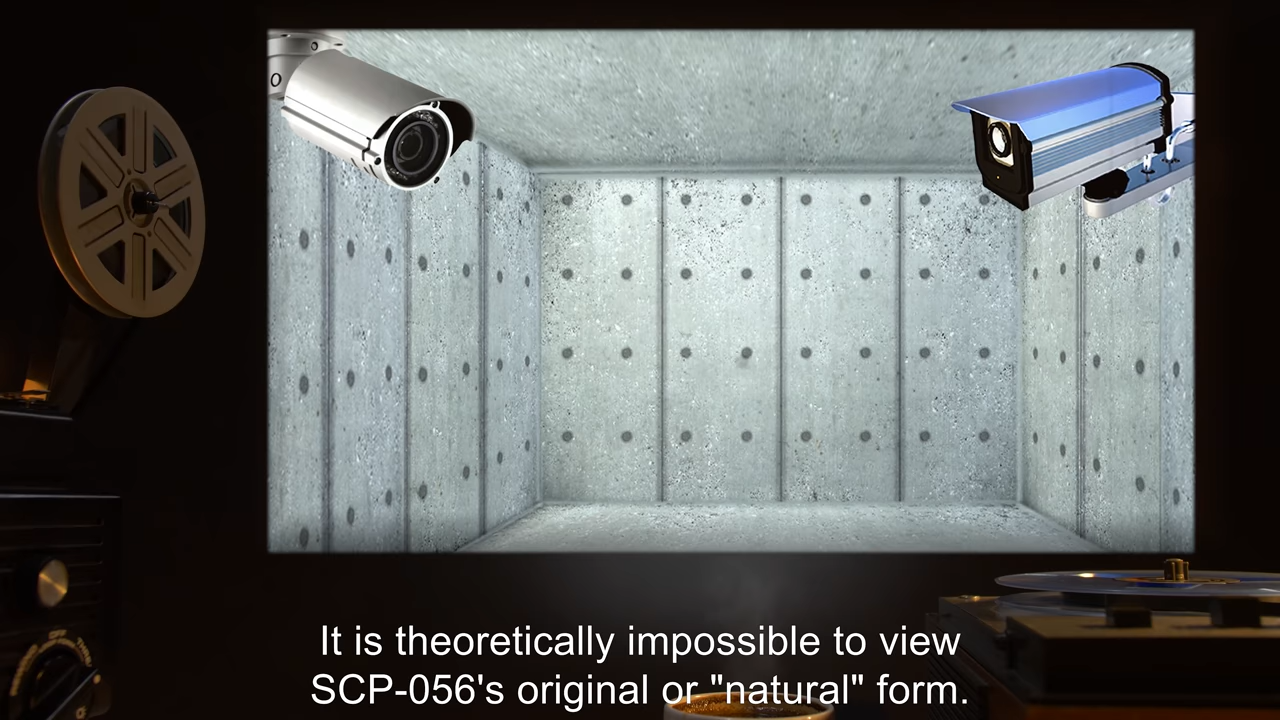 It is theoretically impossible to view
SCP-056's original or "natural" form.